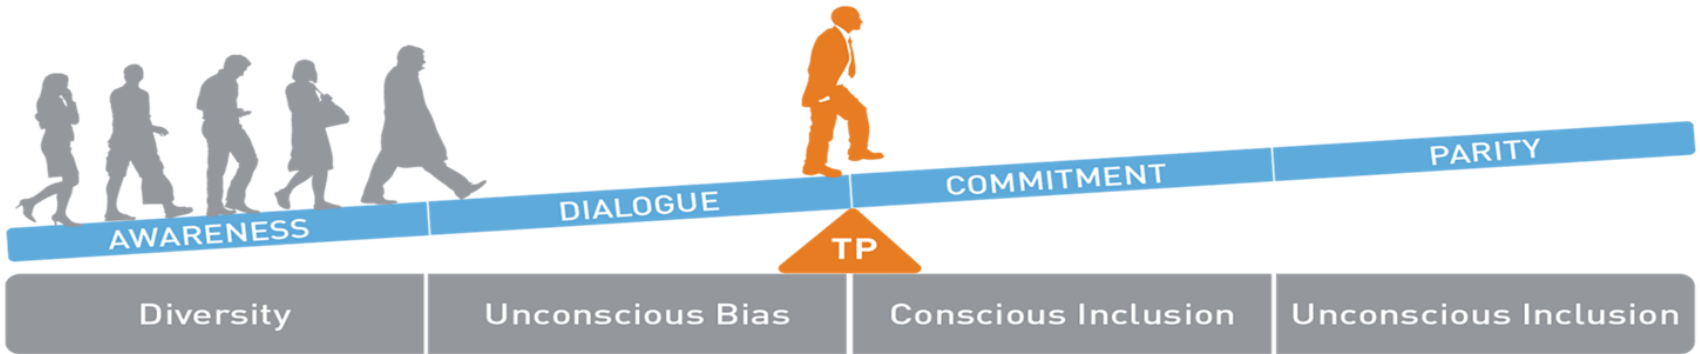 AWARENESS
DIALOGUE
COMMITMENT
PARITY
TP
Diversity
Unconscious Bias
Conscious Inclusion
Unconscious Inclusion